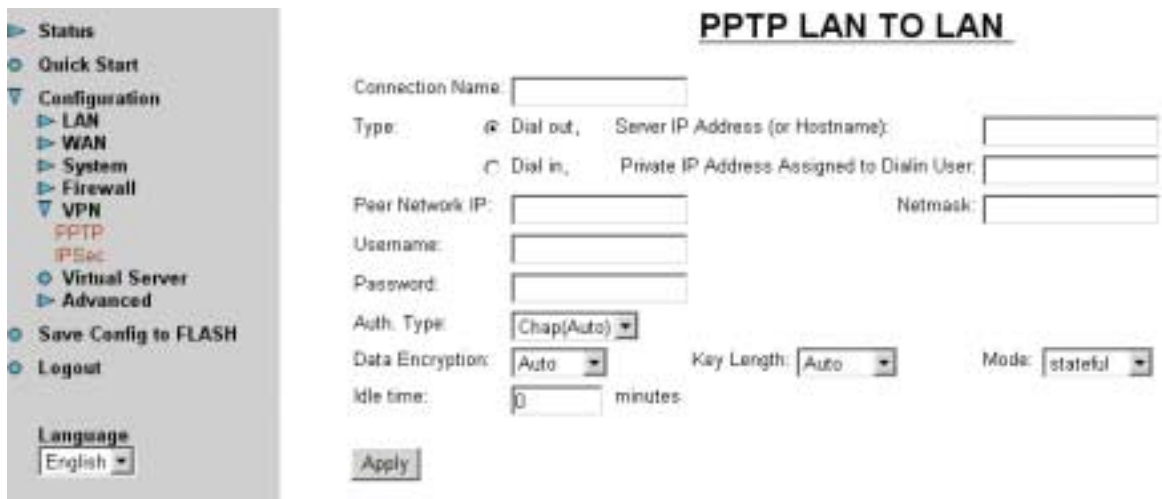 Status
Quick Start
Configuration
LAN
WAN
System
Firewall
VPN
PPTP
IPSec
Virtual Server
Advanced
Save Config to FLASH
Logout
Language
English
PPTP LAN TO LAN
Connection Name:
Type: Dial out, Server IP Address (or Hostname):
Dial in, Private IP Address Assigned to Dialin User:
Peer Network IP: Netmask:
Username:
Password:
Auth. Type: Chap(Auto)
Data Encryption: Auto Key Length: Auto Mode: stateful
Idle time: 0 minutes
Apply